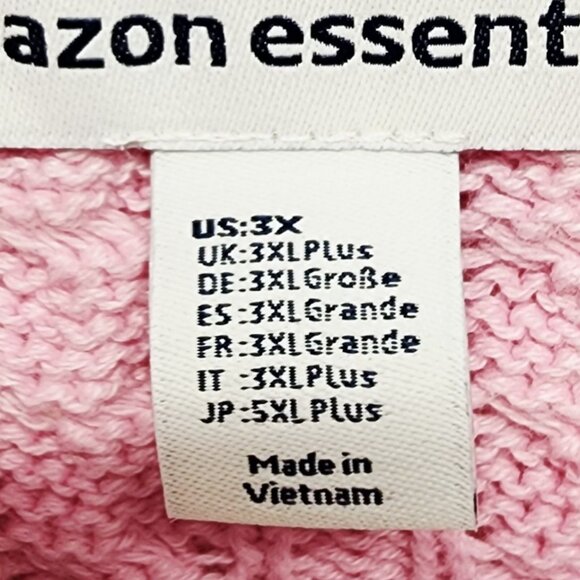 azon essent
US:3X
UK:3XLPlus
DE:3XLGroße
ES:3XLGrande
FR:3XLGrande
IT :3XLPlus
JP:5XLPlus
Made in
Vietnam